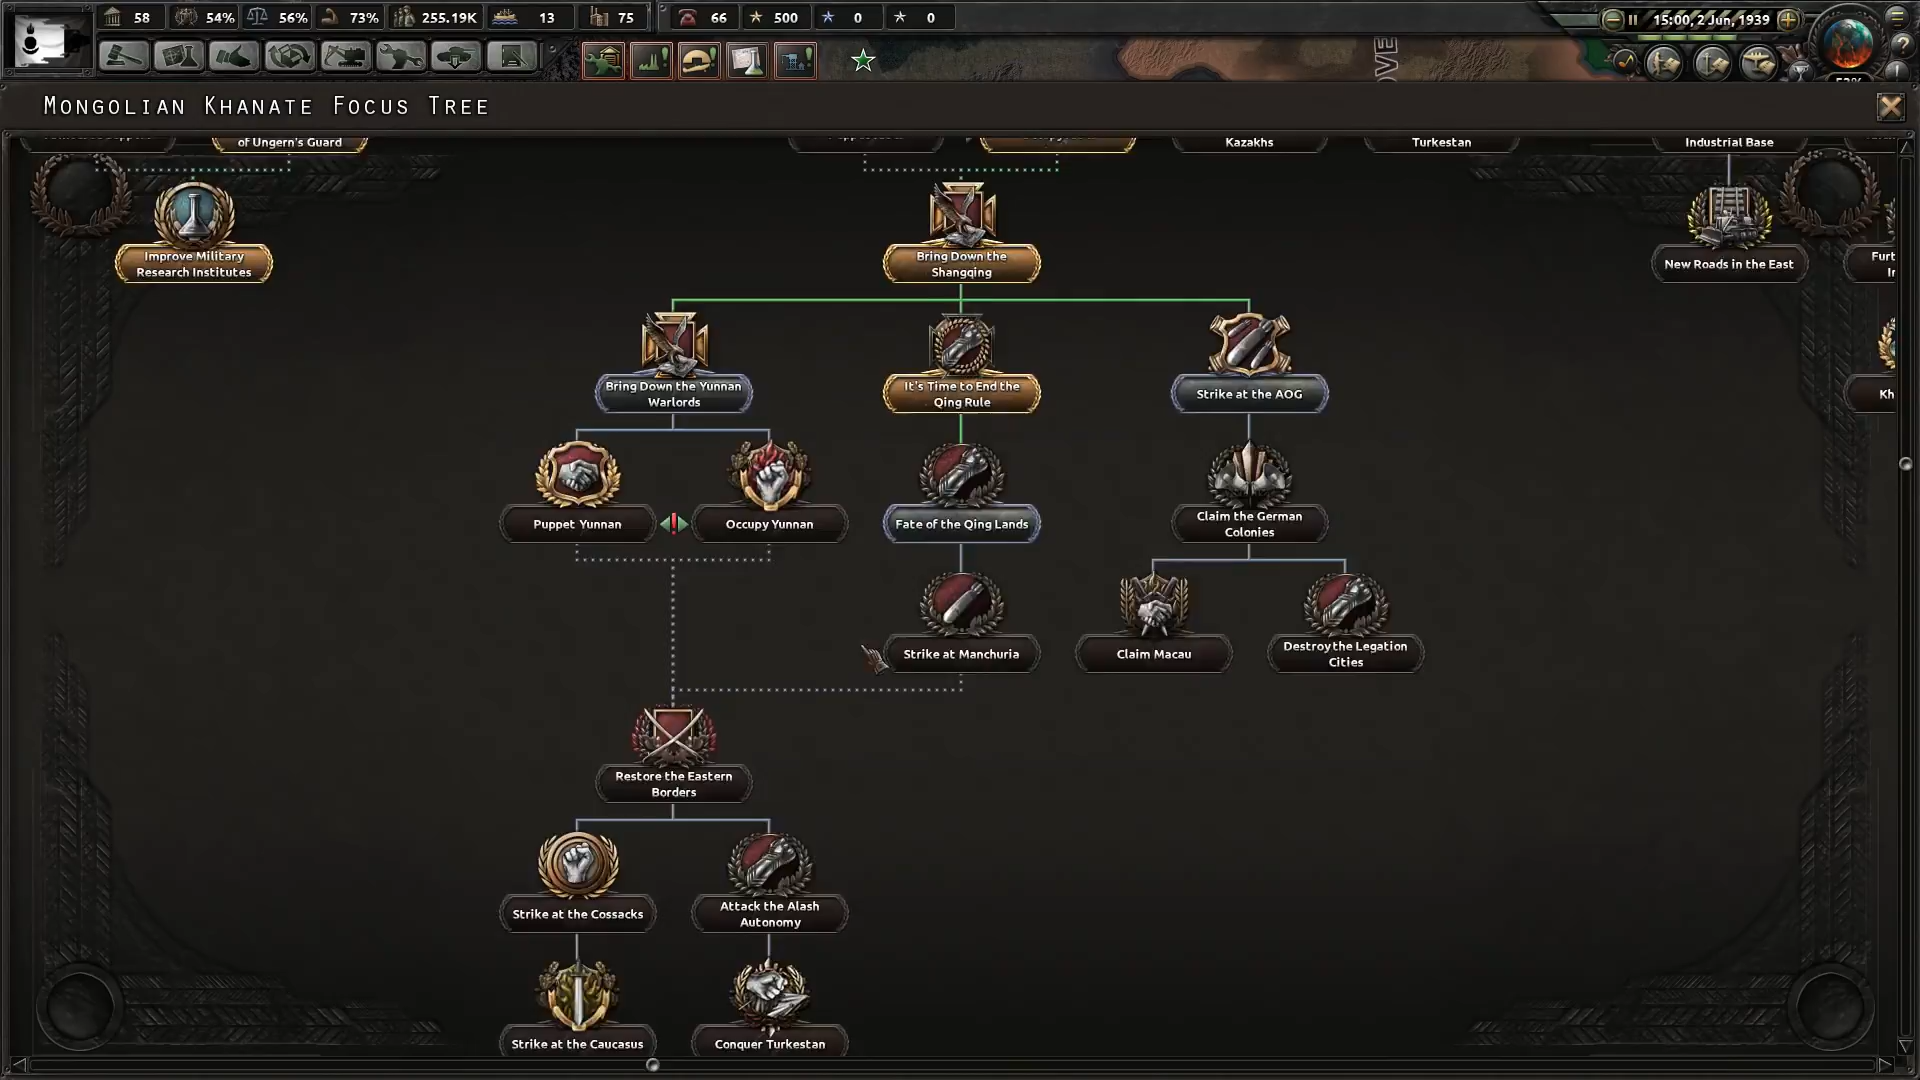 58
54%
56%
73%
255.19K
13
75
66
500
0
0
15:00, 2 Jun, 1939
Mongolian Khanate Focus Tree
of Ungern's Guard
Kazakhs
Turkestan
Industrial Base
Improve Military
Research Institutes
Bring Down the
Shangqing
New Roads in the East
Bring Down the Yunnan
Warlords
It's Time to End the
Qing Rule
Strike at the AOG
Kh
Puppet Yunnan
Occupy Yunnan
Fate of the Qing Lands
Claim the German
Colonies
Strike at Manchuria
Claim Macau
Destroy the Legation
Cities
Restore the Eastern
Borders
Strike at the Cossacks
Attack the Alash
Autonomy
Strike at the Caucasus
Conquer Turkestan